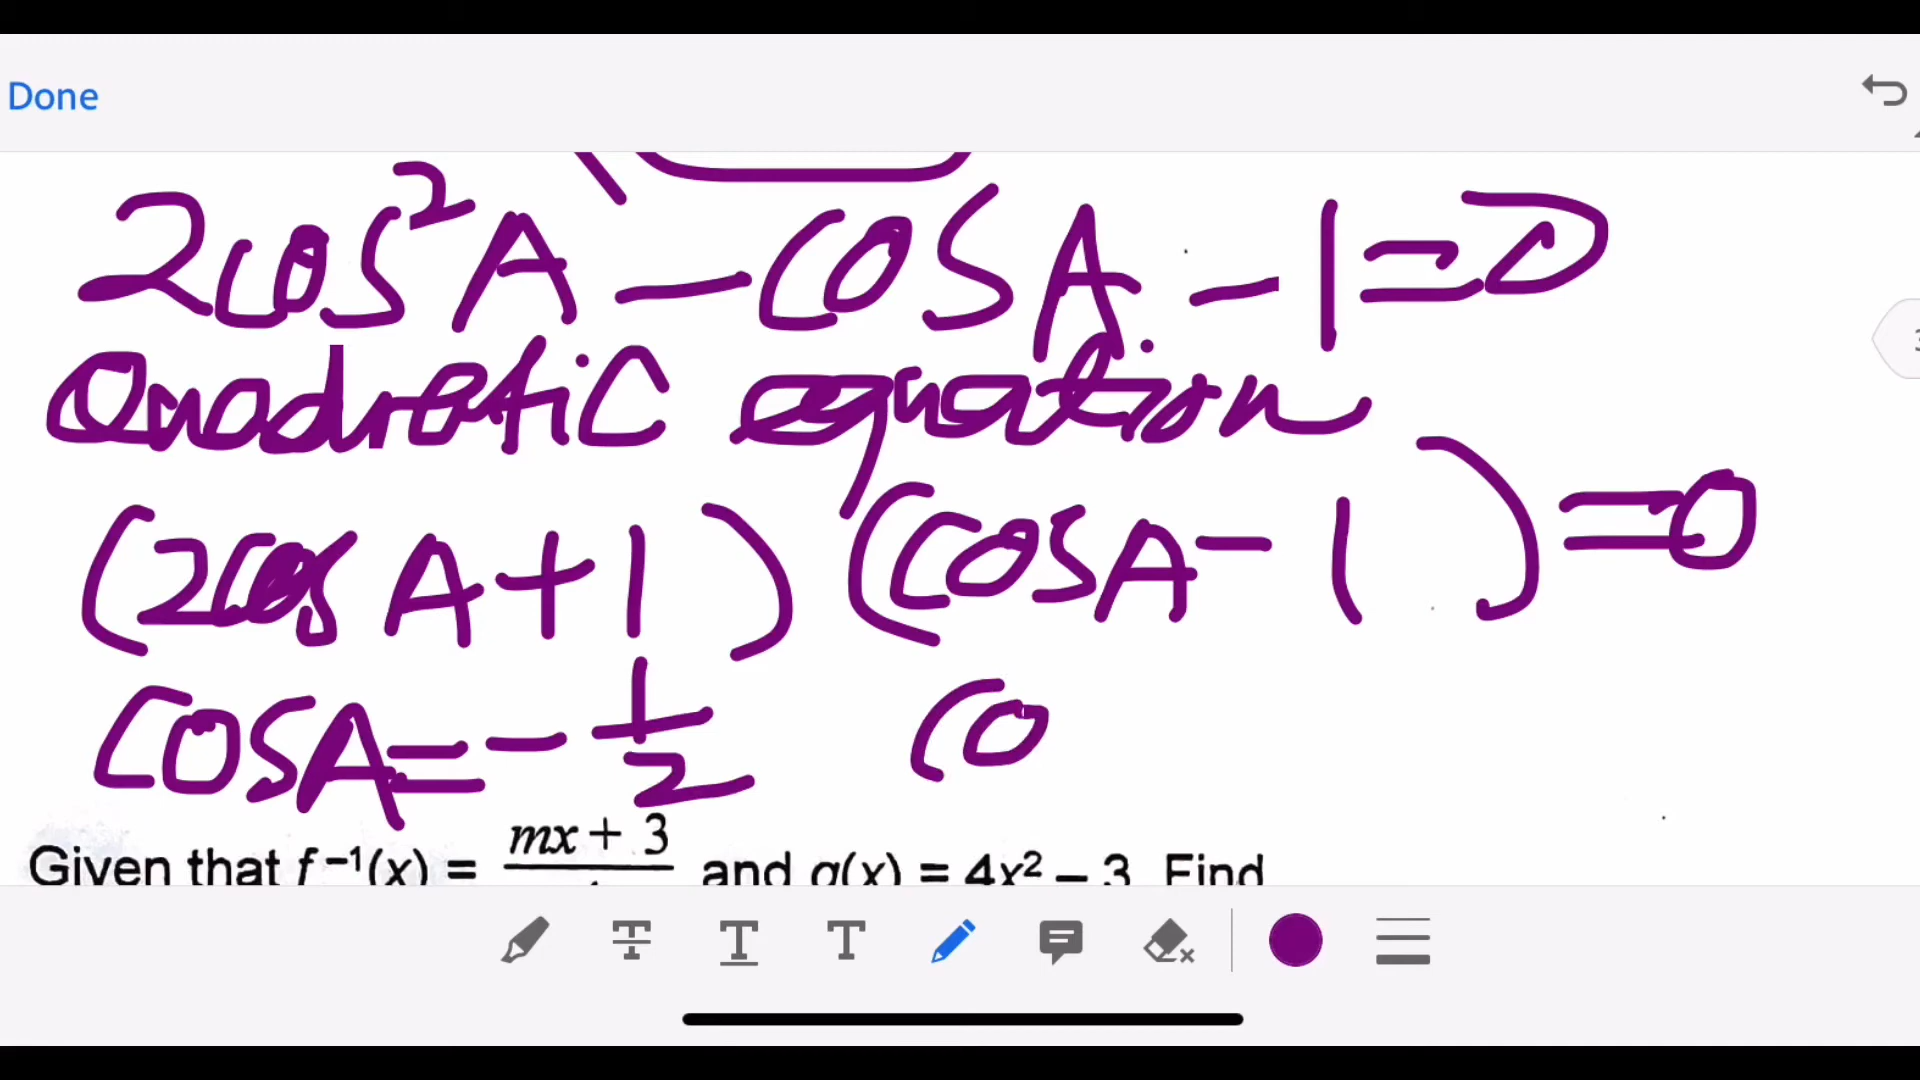 Done
2cos²A - cosA - 1 = 0
Quadratic equation
(2cos A + 1) (cosA - 1) = 0
cosA = - 1/2 co
Given that f⁻¹(x) = mx + 3 and g(x) = 4x² – 3. Find